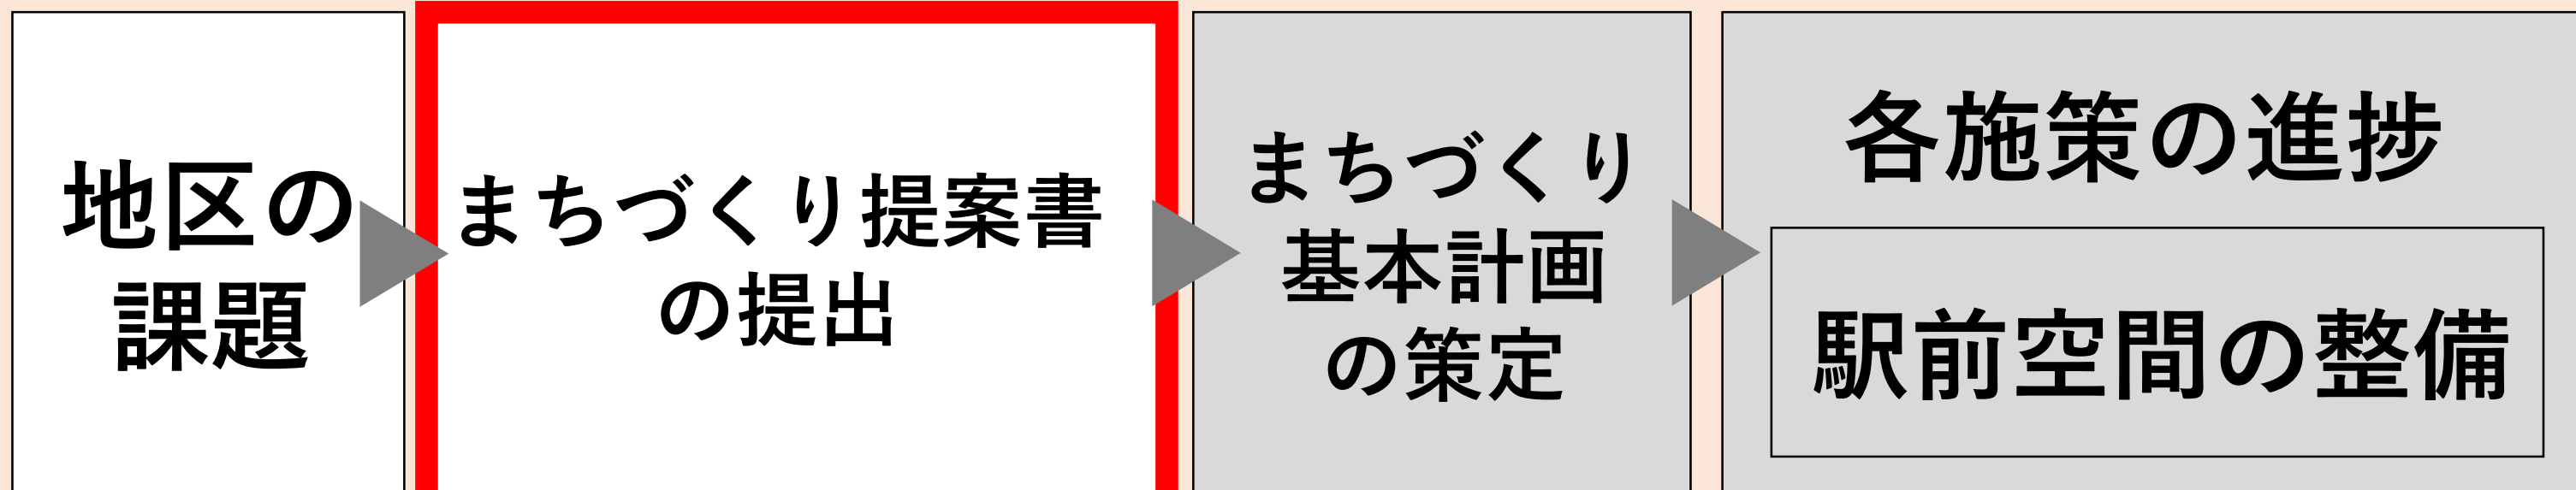 地区の
課題
まちづくり提案書
の提出
まちづくり
基本計画
の策定
各施策の進捗
駅前空間の整備